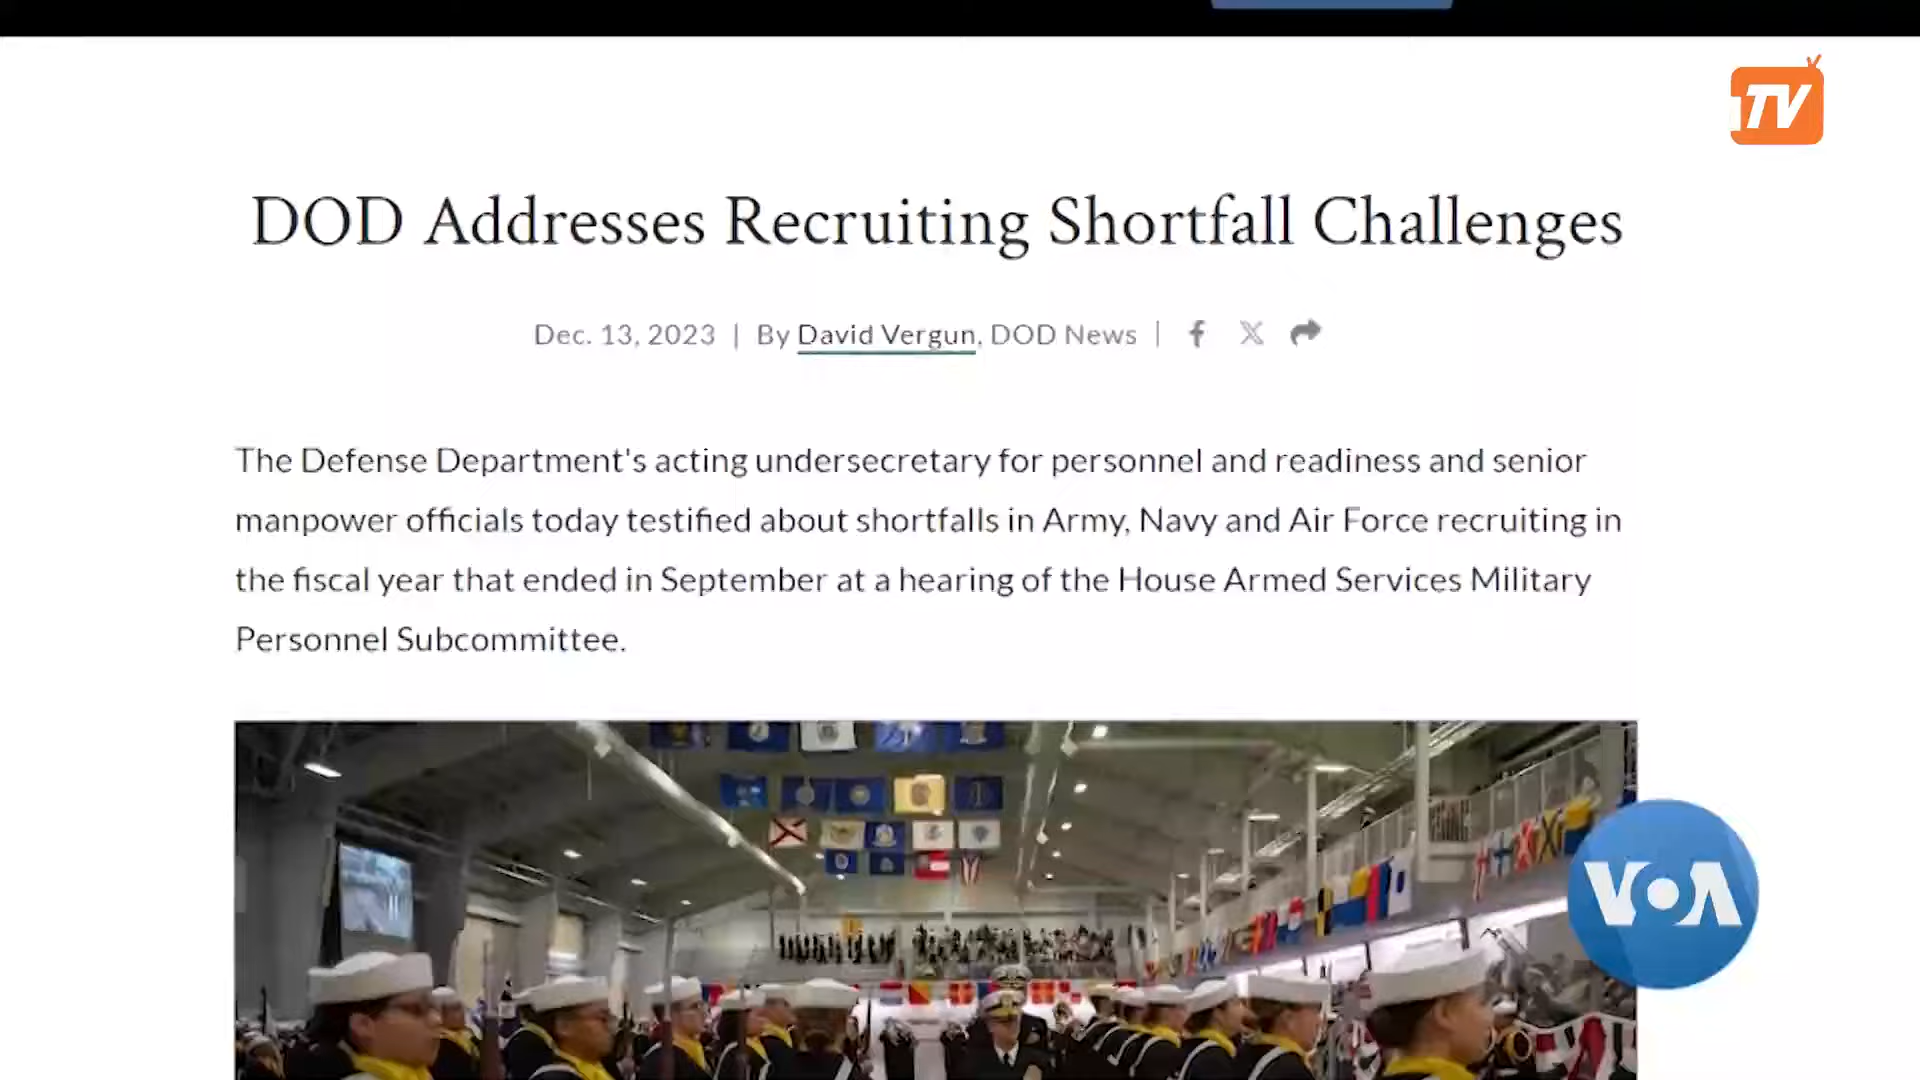 TV
DOD Addresses Recruiting Shortfall Challenges
Dec. 13, 2023 | By David Vergun, DOD News |
The Defense Department's acting undersecretary for personnel and readiness and senior
manpower officials today testified about shortfalls in Army, Navy and Air Force recruiting in
the fiscal year that ended in September at a hearing of the House Armed Services Military
Personnel Subcommittee.
VOA